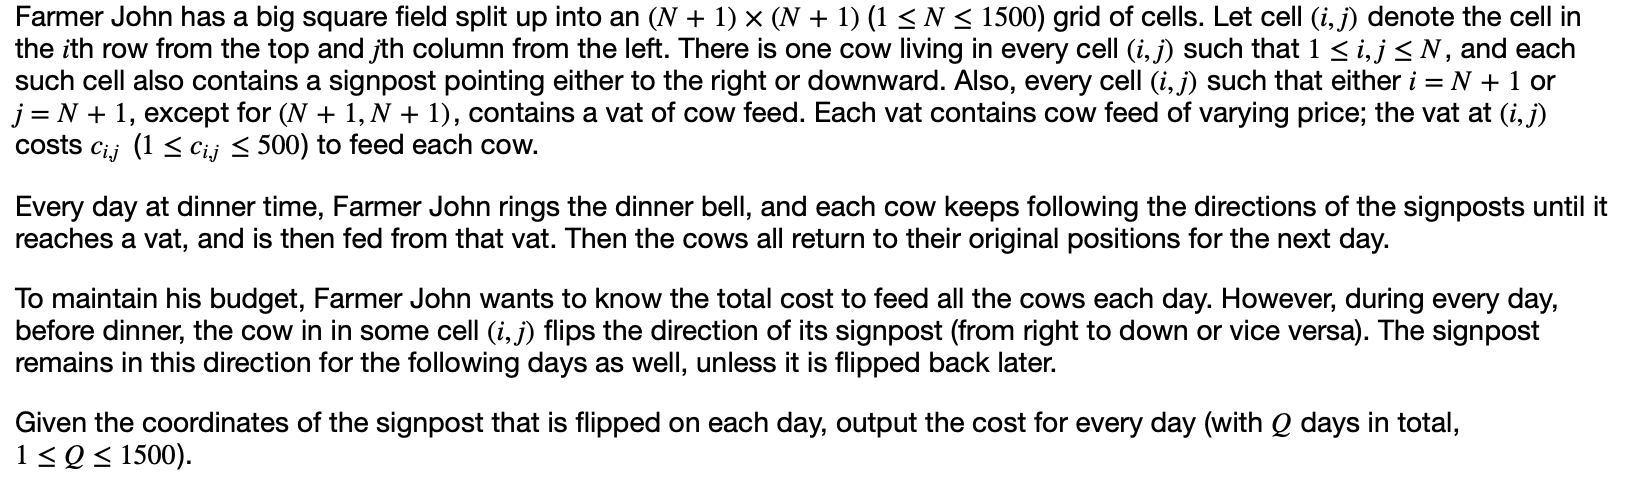 Farmer John has a big square field split up into an (N + 1) × (N + 1) (1 ≤ N ≤ 1500) grid of cells. Let cell (i, j) denote the cell in
the ith row from the top and jth column from the left. There is one cow living in every cell (i, j) such that 1 ≤ i, j ≤ N, and each
such cell also contains a signpost pointing either to the right or downward. Also, every cell (i, j) such that either i = N + 1 or
j = N + 1, except for (N + 1, N + 1), contains a vat of cow feed. Each vat contains cow feed of varying price; the vat at (i, j)
costs c_{i,j} (1 ≤ c_{i,j} ≤ 500) to feed each cow.
Every day at dinner time, Farmer John rings the dinner bell, and each cow keeps following the directions of the signposts until it
reaches a vat, and is then fed from that vat. Then the cows all return to their original positions for the next day.
To maintain his budget, Farmer John wants to know the total cost to feed all the cows each day. However, during every day,
before dinner, the cow in in some cell (i, j) flips the direction of its signpost (from right to down or vice versa). The signpost
remains in this direction for the following days as well, unless it is flipped back later.
Given the coordinates of the signpost that is flipped on each day, output the cost for every day (with Q days in total,
1 ≤ Q ≤ 1500).